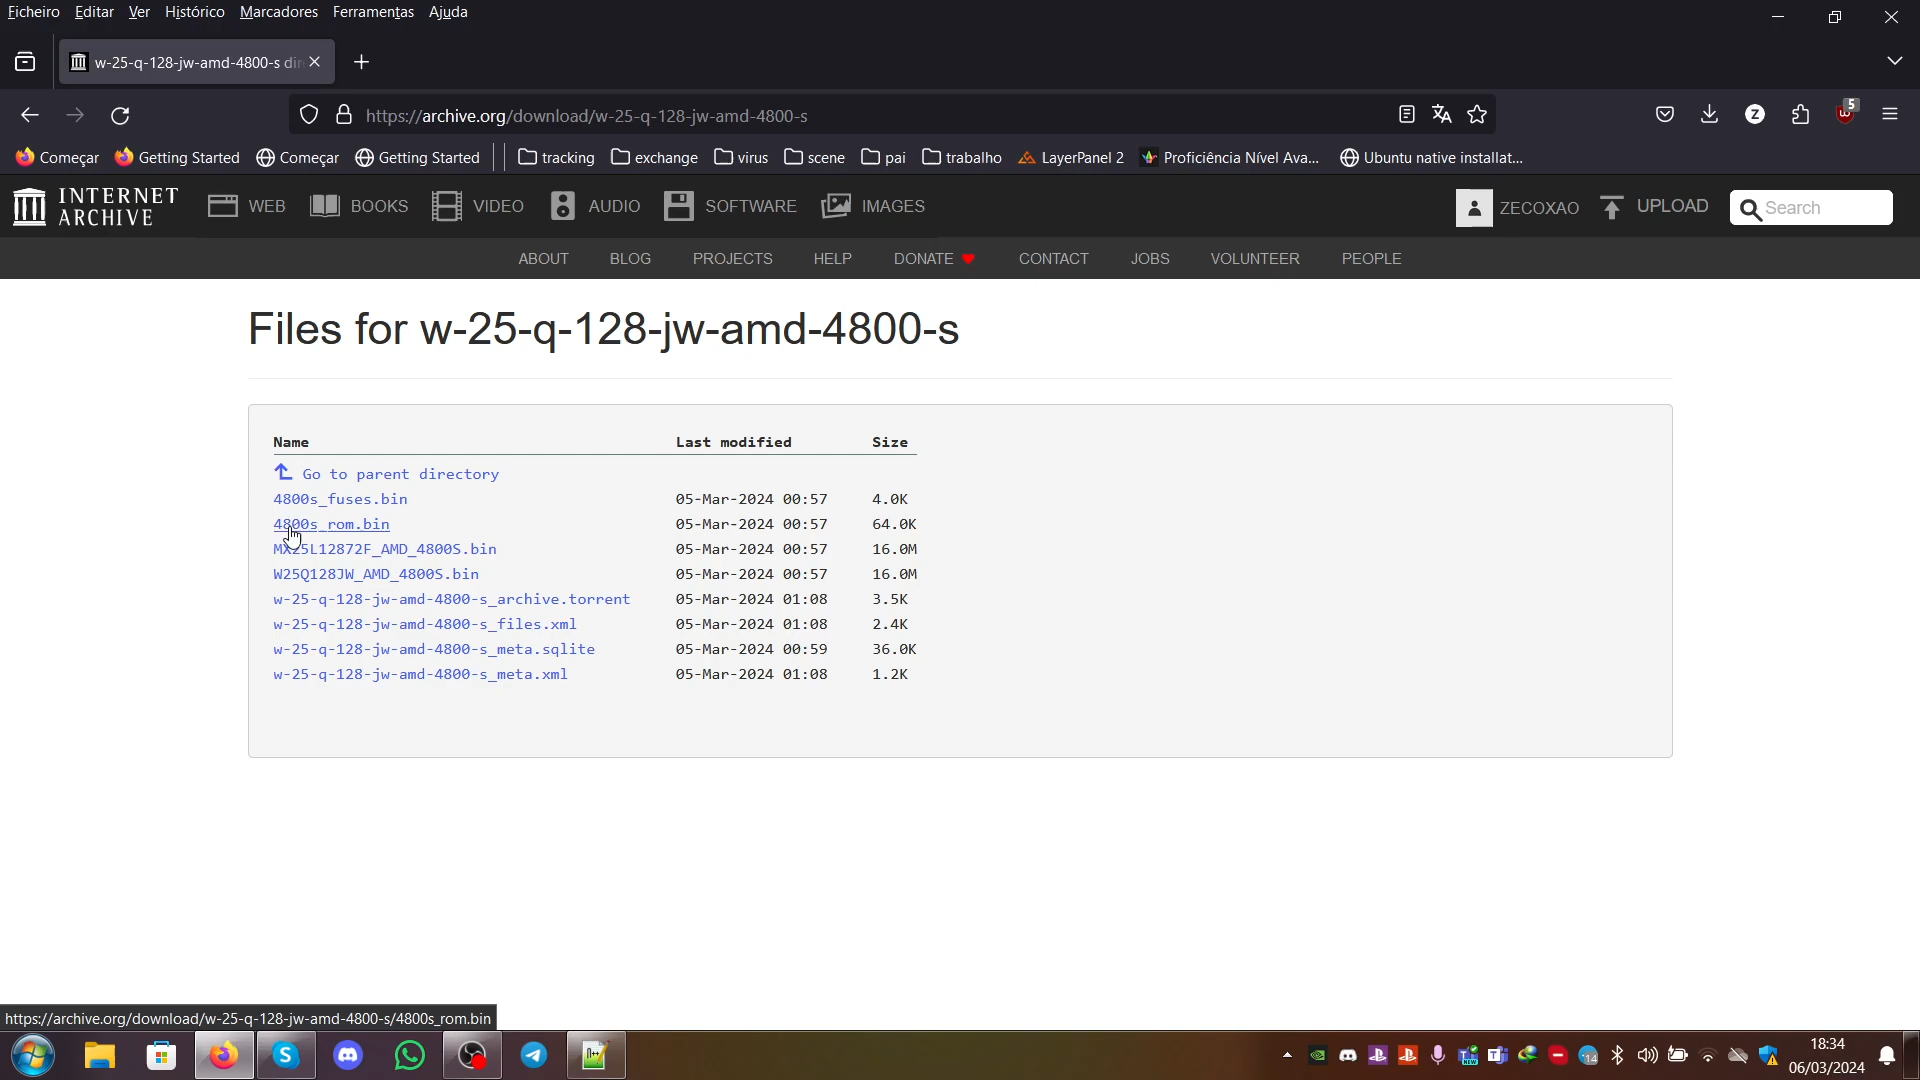 Ficheiro Editar Ver Histórico Marcadores Ferramentas Ajuda
w-25-q-128-jw-amd-4800-s dir
https://archive.org/download/w-25-q-128-jw-amd-4800-s
Z
5
Começar Getting Started Começar Getting Started tracking exchange virus scene pai trabalho LayerPanel 2 Proficiência Nível Ava... Ubuntu native installat...
INTERNET ARCHIVE WEB BOOKS VIDEO AUDIO SOFTWARE IMAGES ZECOXAO UPLOAD Search
ABOUT BLOG PROJECTS HELP DONATE CONTACT JOBS VOLUNTEER PEOPLE
Files for w-25-q-128-jw-amd-4800-s
Name Last modified Size
Go to parent directory
4800s_fuses.bin 05-Mar-2024 00:57 4.0K
4800s_rom.bin 05-Mar-2024 00:57 64.0K
MX25L12872F_AMD_4800S.bin 05-Mar-2024 00:57 16.0M
W25Q128JW_AMD_4800S.bin 05-Mar-2024 00:57 16.0M
w-25-q-128-jw-amd-4800-s_archive.torrent 05-Mar-2024 01:08 3.5K
w-25-q-128-jw-amd-4800-s_files.xml 05-Mar-2024 01:08 2.4K
w-25-q-128-jw-amd-4800-s_meta.sqlite 05-Mar-2024 00:59 36.0K
w-25-q-128-jw-amd-4800-s_meta.xml 05-Mar-2024 01:08 1.2K
https://archive.org/download/w-25-q-128-jw-amd-4800-s/4800s_rom.bin
14
18:34
06/03/2024